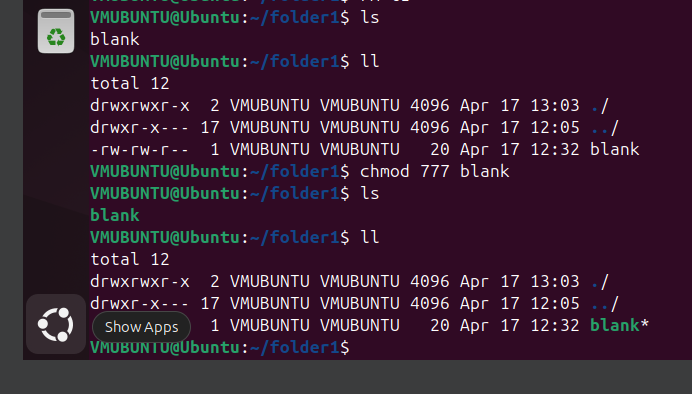 VMUBUNTU@Ubuntu:~/folder1$ ls
blank
VMUBUNTU@Ubuntu:~/folder1$ ll
total 12
drwxrwxr-x  2 VMUBUNTU VMUBUNTU 4096 Apr 17 13:03 ./
drwxr-x--- 17 VMUBUNTU VMUBUNTU 4096 Apr 17 12:05 ../
-rw-rw-r--  1 VMUBUNTU VMUBUNTU   20 Apr 17 12:32 blank
VMUBUNTU@Ubuntu:~/folder1$ chmod 777 blank
VMUBUNTU@Ubuntu:~/folder1$ ls
blank
VMUBUNTU@Ubuntu:~/folder1$ ll
total 12
drwxrwxr-x  2 VMUBUNTU VMUBUNTU 4096 Apr 17 13:03 ./
drwxr-x--- 17 VMUBUNTU VMUBUNTU 4096 Apr 17 12:05 ../
Show Apps  1 VMUBUNTU VMUBUNTU   20 Apr 17 12:32 blank*
VMUBUNTU@Ubuntu:~/folder1$